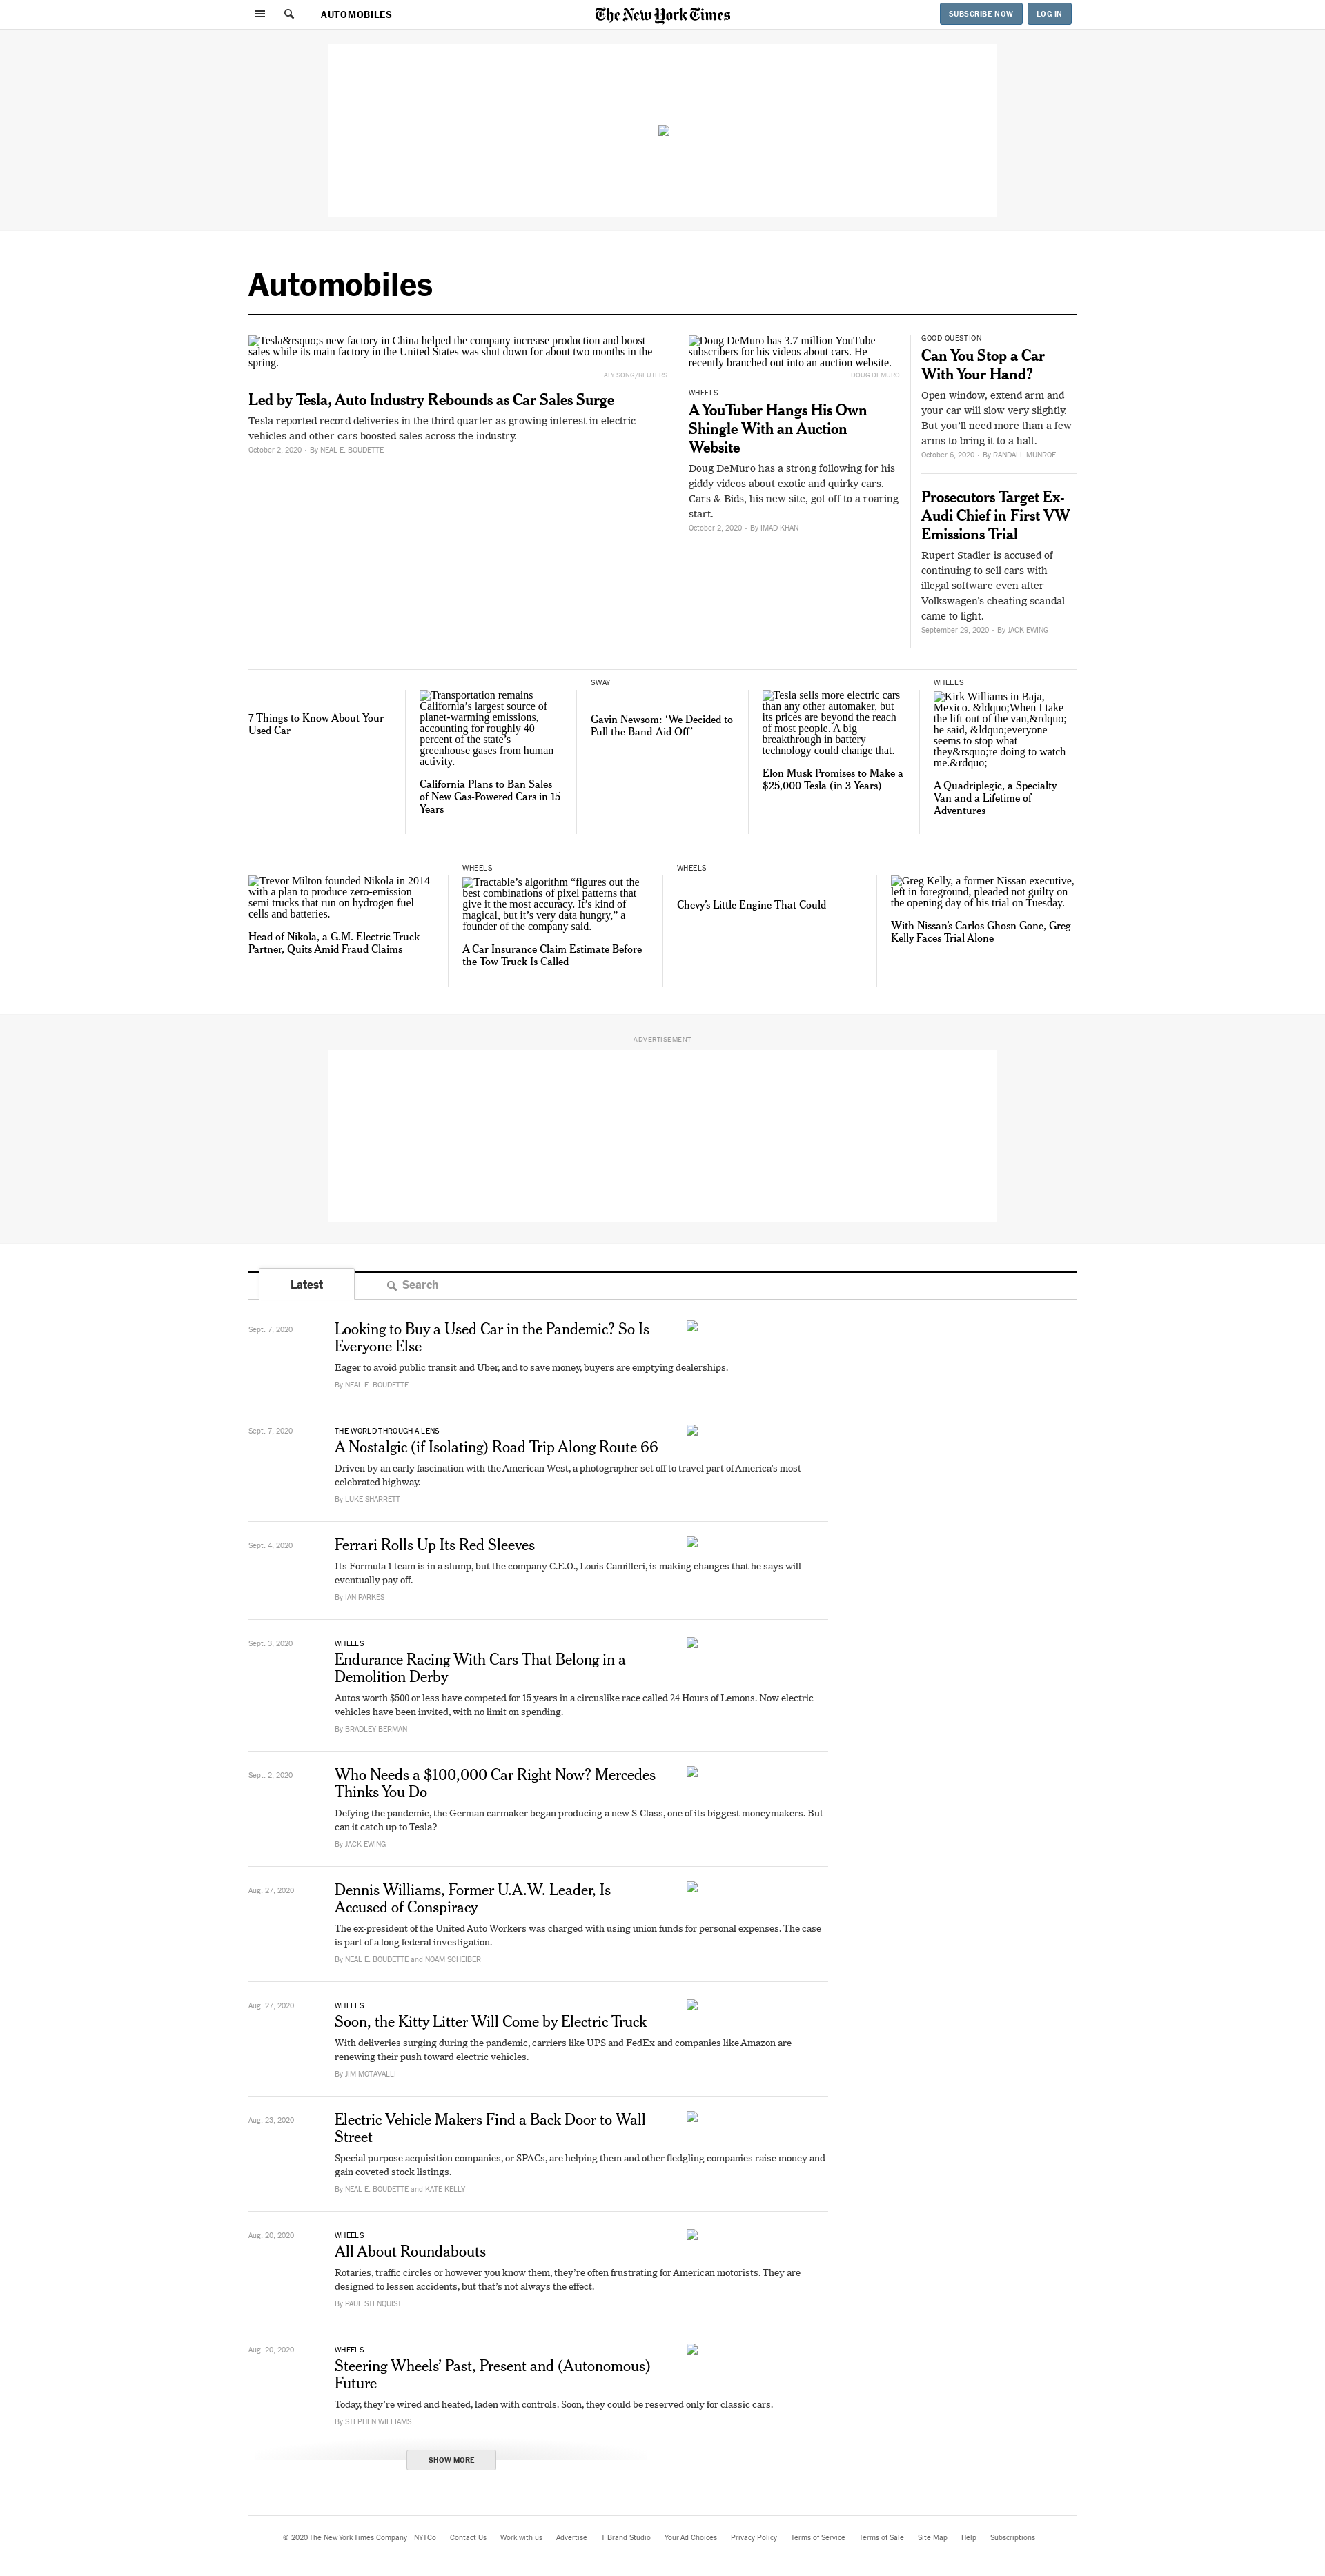 AUTOMOBILES
The New York Times
SUBSCRIBE NOW
LOG IN
Automobiles
Tesla&rsquo;s new factory in China helped the company increase production and boost
sales while its main factory in the United States was shut down for about two months in the
spring.
ALY SONG/REUTERS
Led by Tesla, Auto Industry Rebounds as Car Sales Surge
Tesla reported record deliveries in the third quarter as growing interest in electric
vehicles and other cars boosted sales across the industry.
October 2, 2020 - By NEAL E. BOUDETTE
Doug DeMuro has 3.7 million YouTube
subscribers for his videos about cars. He
recently branched out into an auction website.
DOUG DEMURO
WHEELS
A YouTuber Hangs His Own
Shingle With an Auction
Website
Doug DeMuro has a strong following for his
giddy videos about exotic and quirky cars.
Cars & Bids, his new site, got off to a roaring
start.
October 2, 2020 - By IMAD KHAN
GOOD QUESTION
Can You Stop a Car
With Your Hand?
Open window, extend arm and
your car will slow very slightly.
But you’ll need more than a few
arms to bring it to a halt.
October 6, 2020 - By RANDALL MUNROE
Prosecutors Target Ex-
Audi Chief in First VW
Emissions Trial
Rupert Stadler is accused of
continuing to sell cars with
illegal software even after
Volkswagen’s cheating scandal
came to light.
September 29, 2020 - By JACK EWING
7 Things to Know About Your
Used Car
Transportation remains
California’s largest source of
planet-warming emissions,
accounting for roughly 40
percent of the state’s
greenhouse gases from human
activity.
California Plans to Ban Sales
of New Gas-Powered Cars in 15
Years
SWAY
Gavin Newsom: ‘We Decided to
Pull the Band-Aid Off’
Tesla sells more electric cars
than any other automaker, but
its prices are beyond the reach
of most people. A big
breakthrough in battery
technology could change that.
Elon Musk Promises to Make a
$25,000 Tesla (in 3 Years)
WHEELS
Kirk Williams in Baja,
Mexico. &ldquo;When I take
the lift out of the van,&rdquo;
he said, &ldquo;everyone
seems to stop what
they&rsquo;re doing to watch
me.&rdquo;
A Quadriplegic, a Specialty
Van and a Lifetime of
Adventures
Trevor Milton founded Nikola in 2014
with a plan to produce zero-emission
semi trucks that run on hydrogen fuel
cells and batteries.
Head of Nikola, a G.M. Electric Truck
Partner, Quits Amid Fraud Claims
WHEELS
Tractable’s algorithm “figures out the
best combinations of pixel patterns that
give it the most accuracy. It’s kind of
magical, but it’s very data hungry,” a
founder of the company said.
A Car Insurance Claim Estimate Before
the Tow Truck Is Called
WHEELS
Chevy’s Little Engine That Could
Greg Kelly, a former Nissan executive,
left in foreground, pleaded not guilty on
the opening day of his trial on Tuesday.
With Nissan’s Carlos Ghosn Gone, Greg
Kelly Faces Trial Alone
ADVERTISEMENT
Latest
Search
Sept. 7, 2020
Looking to Buy a Used Car in the Pandemic? So Is
Everyone Else
Eager to avoid public transit and Uber, and to save money, buyers are emptying dealerships.
By NEAL E. BOUDETTE
Sept. 7, 2020
THE WORLD THROUGH A LENS
A Nostalgic (if Isolating) Road Trip Along Route 66
Driven by an early fascination with the American West, a photographer set off to travel part of America’s most
celebrated highway.
By LUKE SHARRETT
Sept. 4, 2020
Ferrari Rolls Up Its Red Sleeves
Its Formula 1 team is in a slump, but the company C.E.O., Louis Camilleri, is making changes that he says will
eventually pay off.
By IAN PARKES
Sept. 3, 2020
WHEELS
Endurance Racing With Cars That Belong in a
Demolition Derby
Autos worth $500 or less have competed for 15 years in a circuslike race called 24 Hours of Lemons. Now electric
vehicles have been invited, with no limit on spending.
By BRADLEY BERMAN
Sept. 2, 2020
Who Needs a $100,000 Car Right Now? Mercedes
Thinks You Do
Defying the pandemic, the German carmaker began producing a new S-Class, one of its biggest moneymakers. But
can it catch up to Tesla?
By JACK EWING
Aug. 27, 2020
Dennis Williams, Former U.A.W. Leader, Is
Accused of Conspiracy
The ex-president of the United Auto Workers was charged with using union funds for personal expenses. The case
is part of a long federal investigation.
By NEAL E. BOUDETTE and NOAM SCHEIBER
Aug. 27, 2020
WHEELS
Soon, the Kitty Litter Will Come by Electric Truck
With deliveries surging during the pandemic, carriers like UPS and FedEx and companies like Amazon are
renewing their push toward electric vehicles.
By JIM MOTAVALLI
Aug. 23, 2020
Electric Vehicle Makers Find a Back Door to Wall
Street
Special purpose acquisition companies, or SPACs, are helping them and other fledgling companies raise money and
gain coveted stock listings.
By NEAL E. BOUDETTE and KATE KELLY
Aug. 20, 2020
WHEELS
All About Roundabouts
Rotaries, traffic circles or however you know them, they’re often frustrating for American motorists. They are
designed to lessen accidents, but that’s not always the effect.
By PAUL STENQUIST
Aug. 20, 2020
WHEELS
Steering Wheels’ Past, Present and (Autonomous)
Future
Today, they’re wired and heated, laden with controls. Soon, they could be reserved only for classic cars.
By STEPHEN WILLIAMS
SHOW MORE
© 2020 The New York Times Company NYTCo Contact Us Work with us Advertise T Brand Studio Your Ad Choices Privacy Policy Terms of Service Terms of Sale Site Map Help Subscriptions